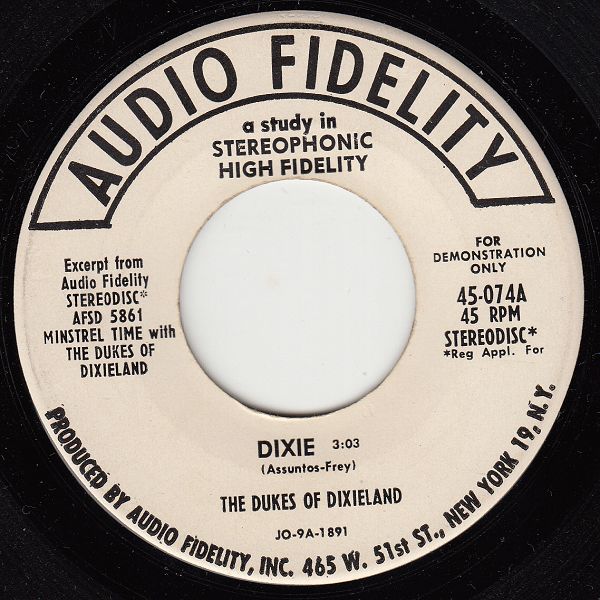 AUDIO FIDELITY
a study in
STEREOPHONIC
HIGH FIDELITY
Excerpt from
Audio Fidelity
STEREODISC*
AFSD 5861
MINSTREL TIME with
THE DUKES OF
DIXIELAND
FOR
DEMONSTRATION
ONLY
45-074A
45 RPM
STEREODISC*
*Reg Appl. For
DIXIE 3:03
(Assuntos-Frey)
THE DUKES OF DIXIELAND
JO-9A-1891
PRODUCED BY AUDIO FIDELITY, INC. 465 W. 51st ST., NEW YORK 19, N.Y.